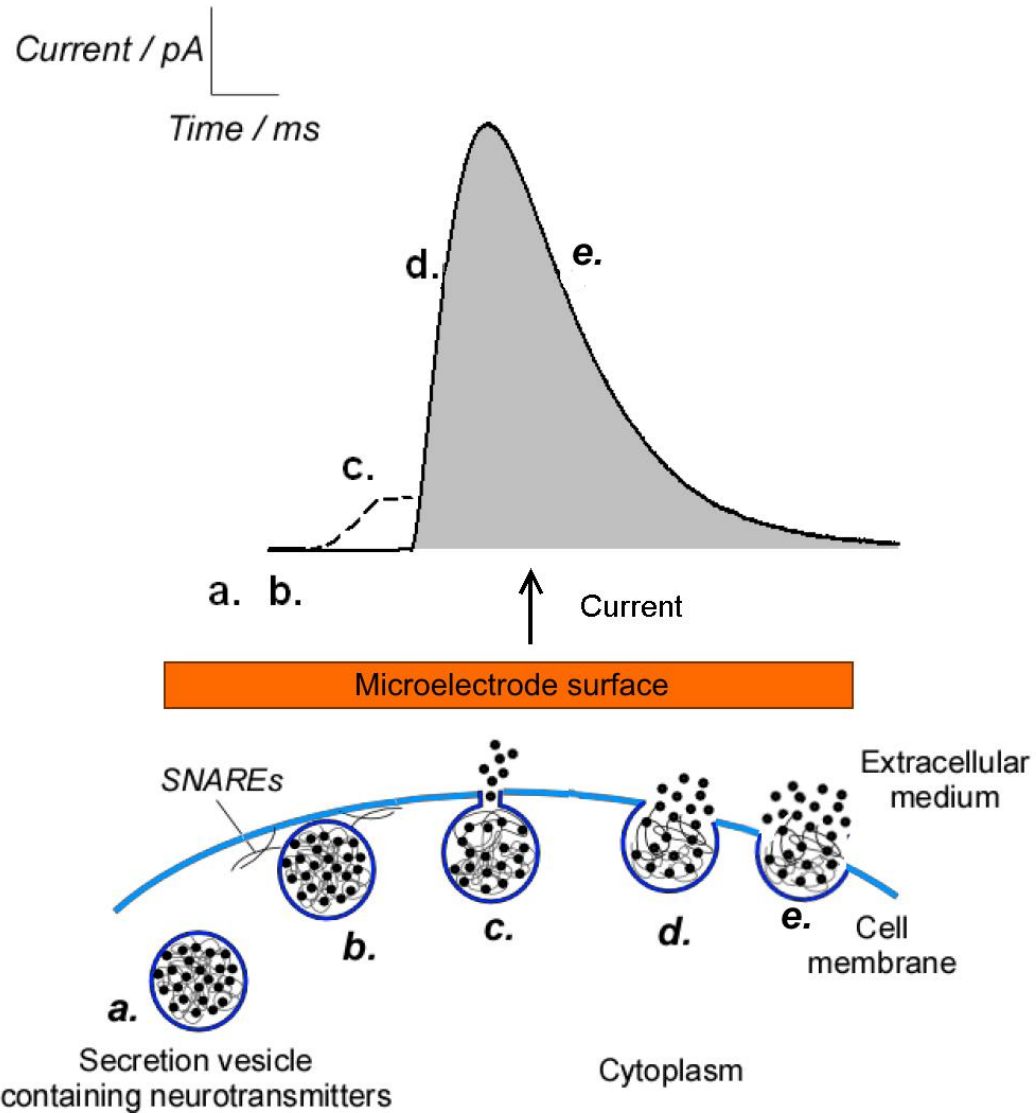 Current / pA
Time / ms
d.
e.
c.
a. b.
Current
Microelectrode surface
SNAREs
Extracellular
medium
c.
d.
e.
b.
Cell
membrane
a.
Secretion vesicle
containing neurotransmitters
Cytoplasm